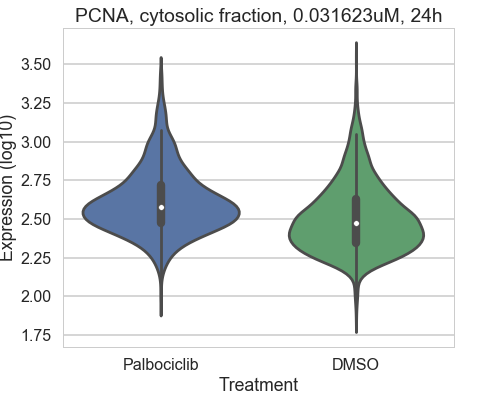 PCNA, cytosolic fraction, 0.031623uM, 24h
Expression (log10)
3.50
3.25
3.00
2.75
2.50
2.25
2.00
1.75
Palbociclib
DMSO
Treatment